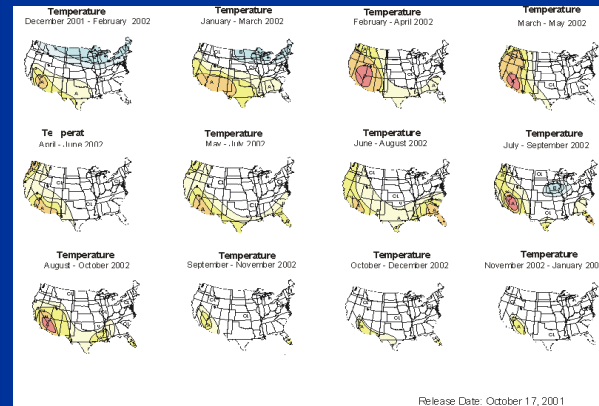 Temperature
December 2001 - February 2002
Temperature
January - March 2002
Temperature
February - April 2002
Temperature
March - May 2002
Te perat
April - June 2002
Temperature
May - July 2002
Temperature
June - August 2002
Temperature
July - September 2002
Temperature
August - October 2002
Temperature
September - November 2002
Temperature
October - December 2002
Temperature
November 2002 - January 200
Release Date: October 17, 2001